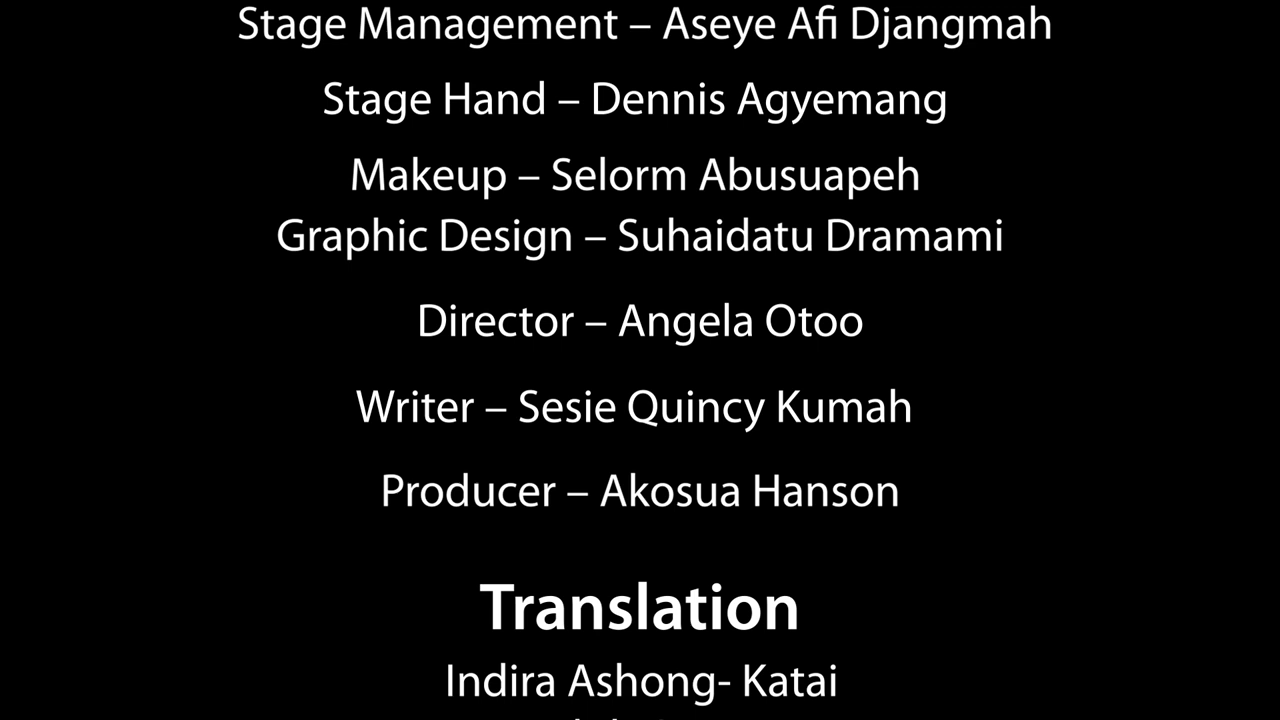 Stage Management – Aseye Afi Djangmah
Stage Hand – Dennis Agyemang
Makeup – Selorm Abusuapeh
Graphic Design – Suhaidatu Dramami
Director – Angela Otoo
Writer – Sesie Quincy Kumah
Producer – Akosua Hanson
Translation
Indira Ashong- Katai